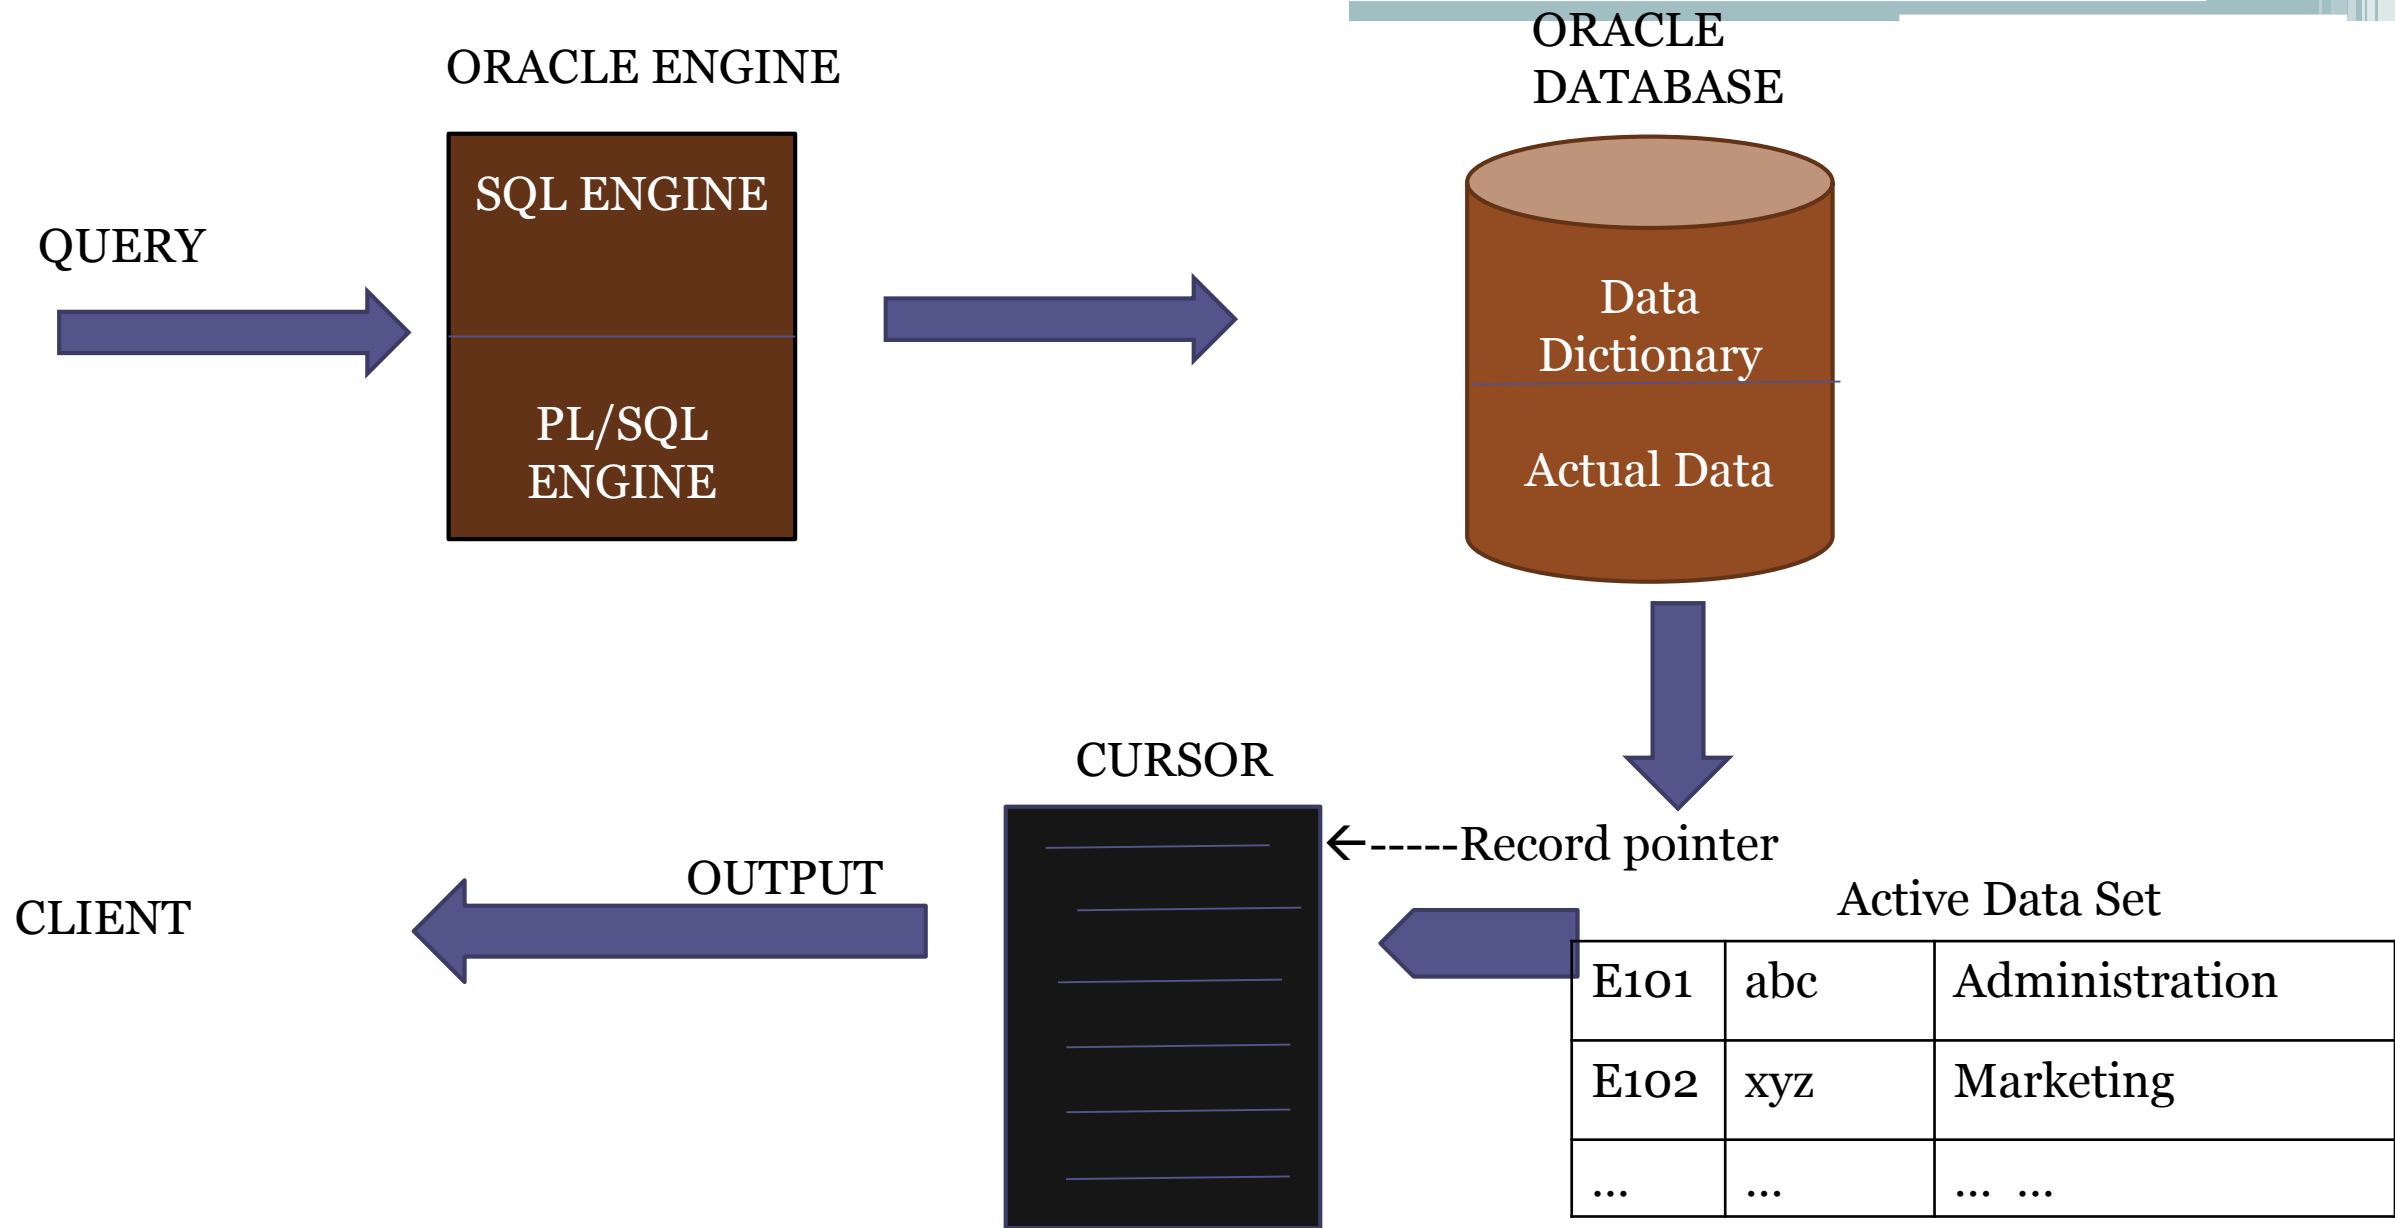 ORACLE ENGINE
ORACLE
DATABASE
SQL ENGINE
QUERY
PL/SQL
ENGINE
Data
Dictionary
Actual Data
CURSOR
←-----Record pointer
OUTPUT
CLIENT
Active Data Set
E101 abc Administration
E102 xyz Marketing
... ... ... ...